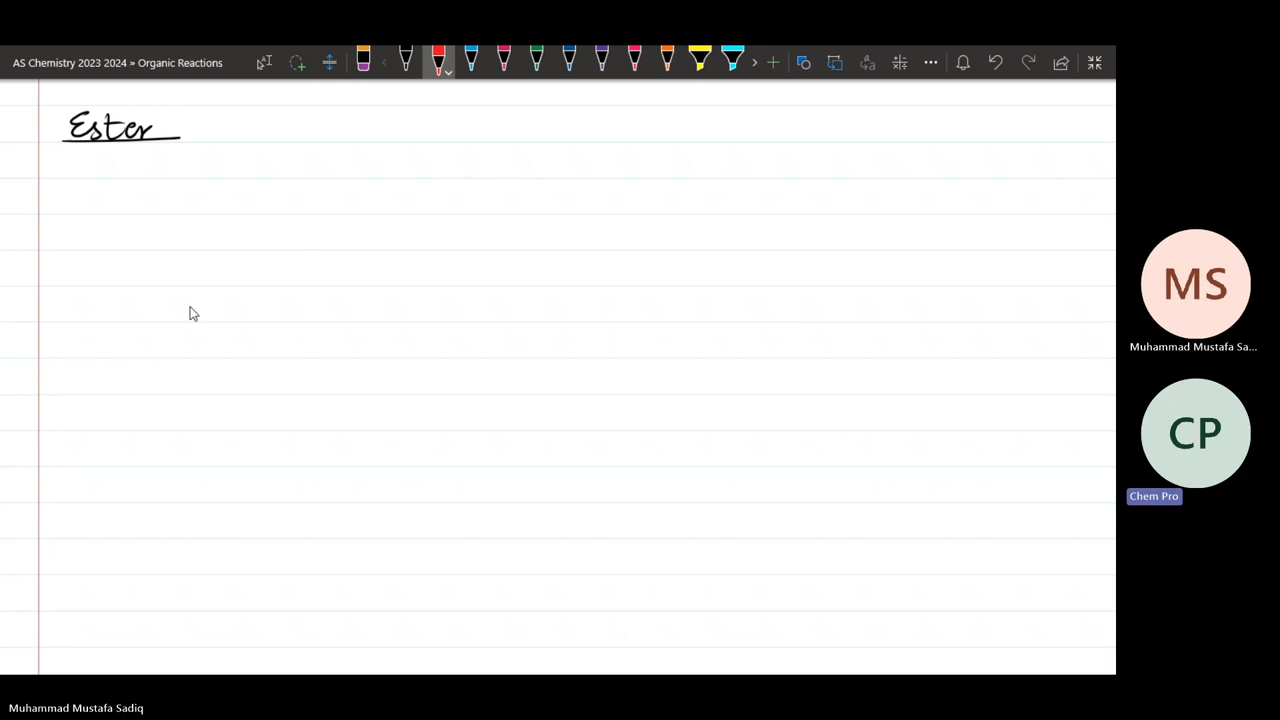 AS Chemistry 2023 2024 » Organic Reactions
Ester
MS
Muhammad Mustafa Sa...
CP
Chem Pro
Muhammad Mustafa Sadiq